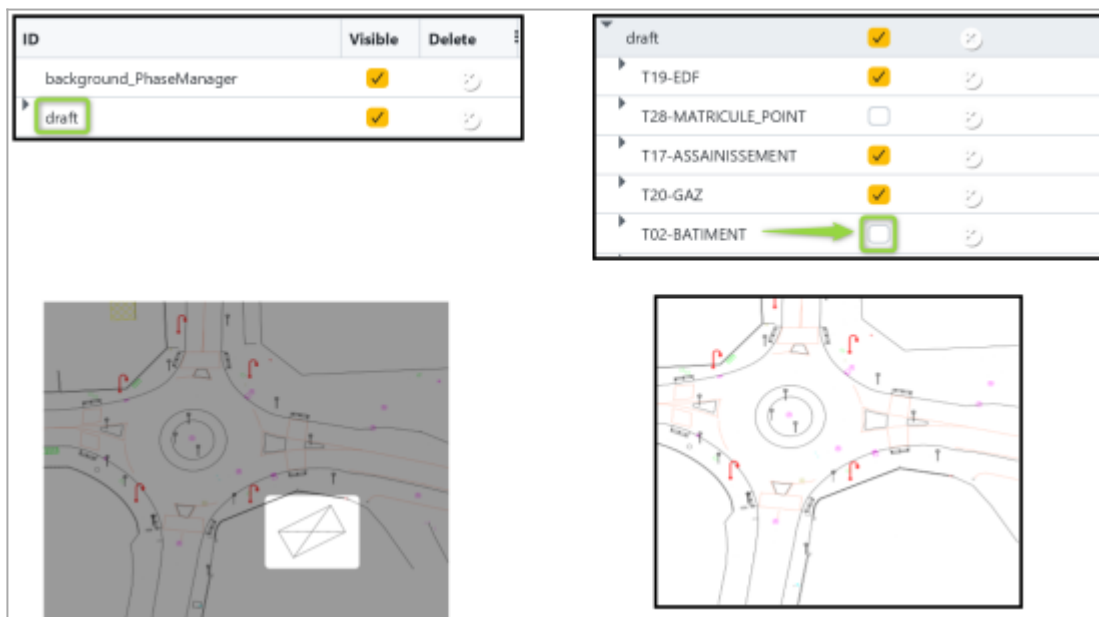 ID Visible Delete
background_PhaseManager
draft
draft
T19-EDF
T28-MATRICULE_POINT
T17-ASSAINISSEMENT
T20-GAZ
T02-BATIMENT